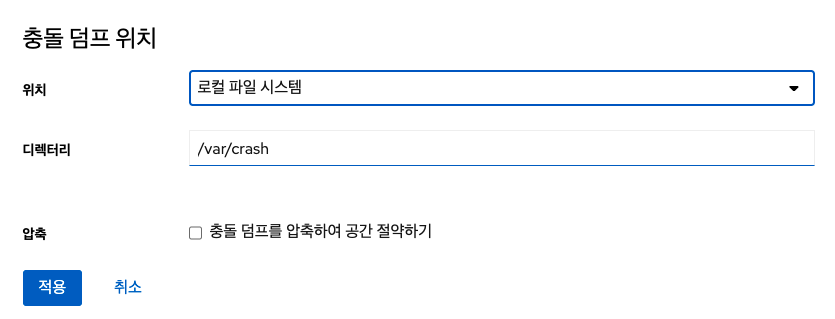 충돌 덤프 위치
위치 로컬 파일 시스템
디렉터리 /var/crash
압축 충돌 덤프를 압축하여 공간 절약하기
적용 취소